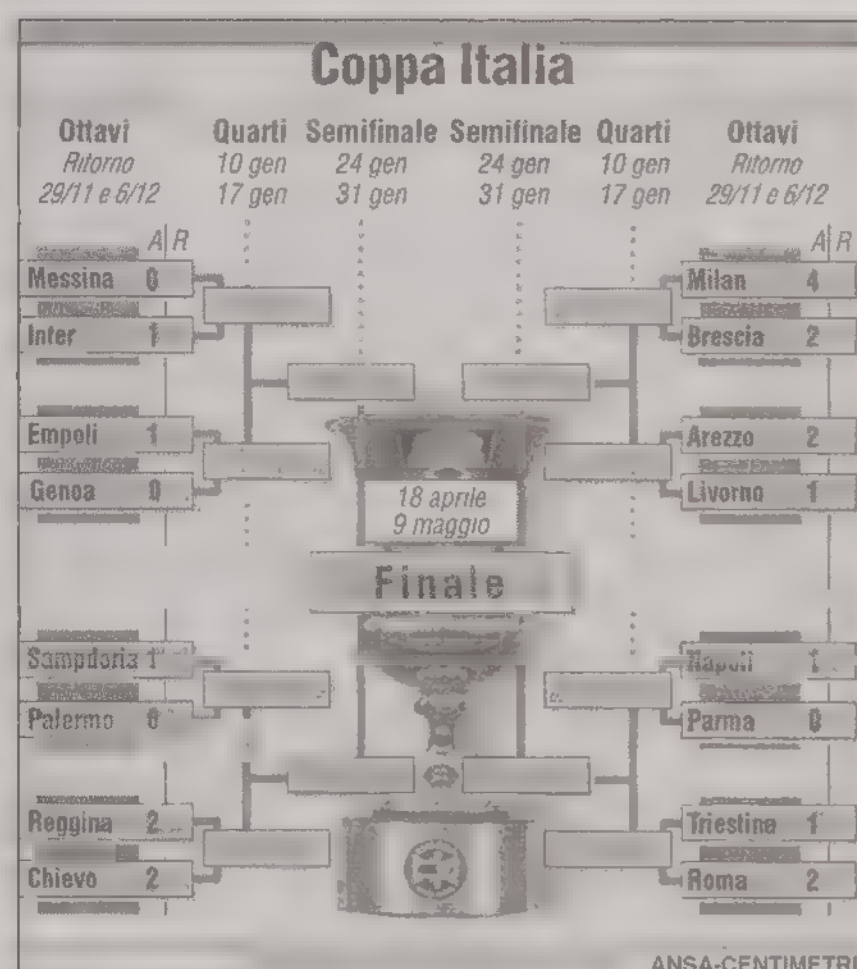 Coppa Italia
Ottavi Quarti Semifinale Semifinale Quarti Ottavi
Ritorno 10 gen 24 gen 24 gen 10 gen Ritorno
29/11 e 6/12 17 gen 31 gen 31 gen 17 gen 29/11 e 6/12
A R
Messina 0
Inter 1
Empoli 1
Genoa 0
Sampdoria 1
Palermo 0
Reggina 2
Chievo 2
18 aprile
9 maggio
Finale
A R
Milan 4
Brescia 2
Arezzo 2
Livorno 1
Napoli 1
Parma 0
Triestina 1
Roma 2
ANSA-CENTIMETRI